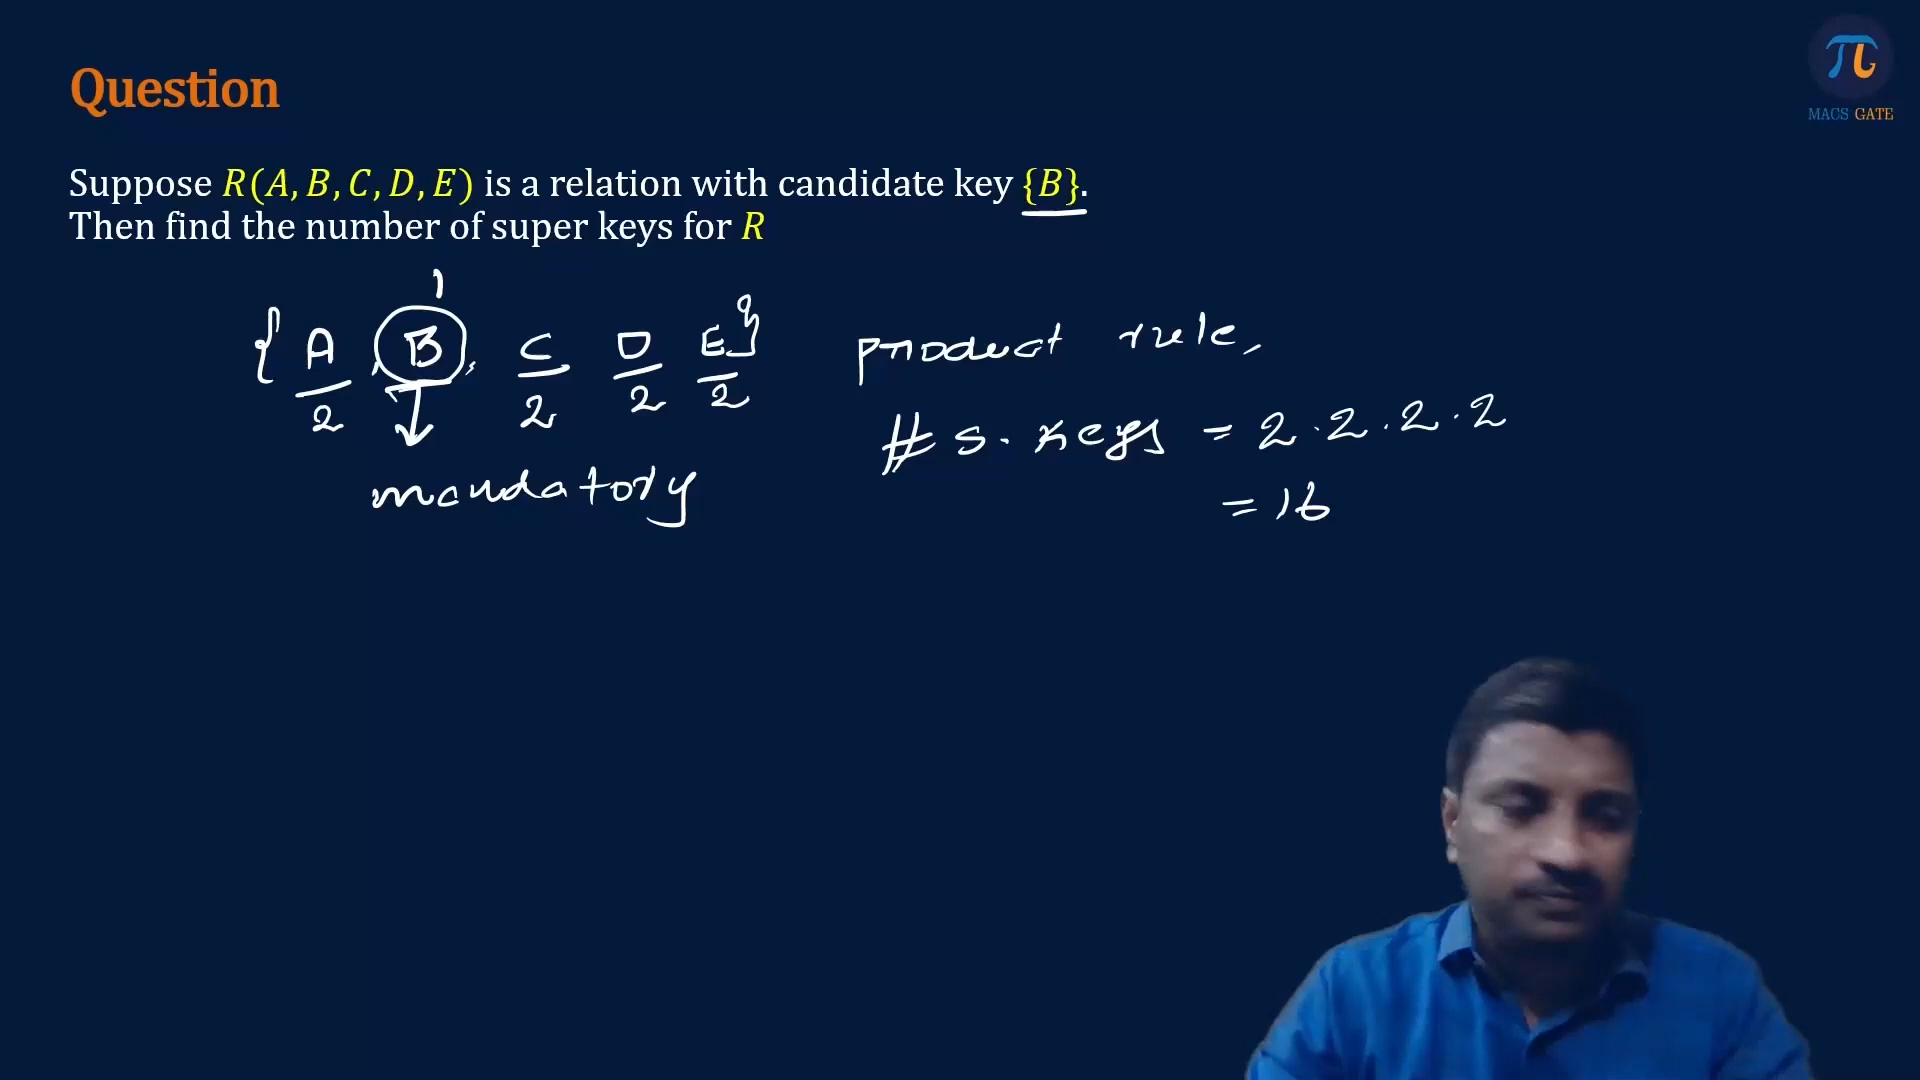 MACS GATE
Question
Suppose R(A, B, C, D, E) is a relation with candidate key {B}.
Then find the number of super keys for R
1
{ A , B , C D E }
2 2 2 2
mandatory
product rule,
# s. keys = 2 . 2 . 2 . 2
= 16